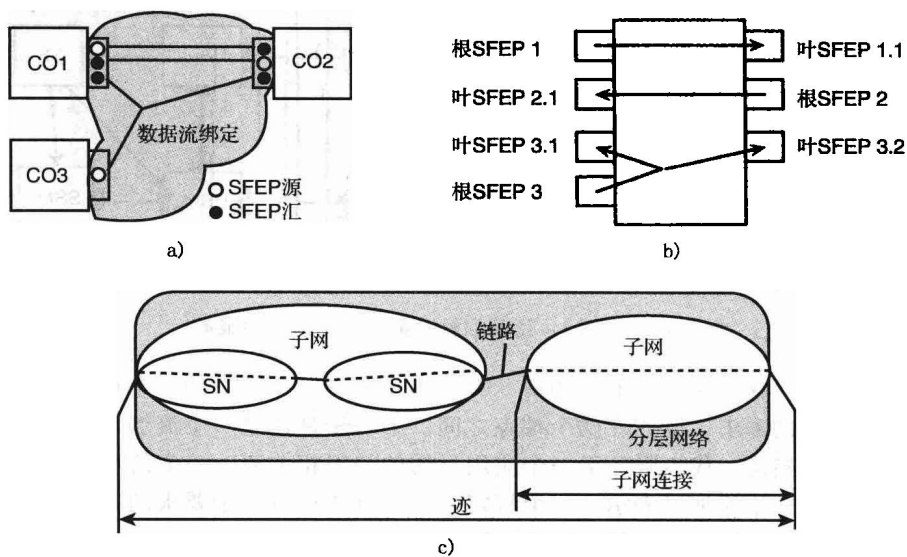 CO1
CO2
CO3
数据流绑定
SFEP源
SFEP汇
a)
根SFEP 1
叶SFEP 1.1
叶SFEP 2.1
根SFEP 2
叶SFEP 3.1
叶SFEP 3.2
根SFEP 3
b)
子网
链路
子网
SN
SN
分层网络
子网连接
迹
c)